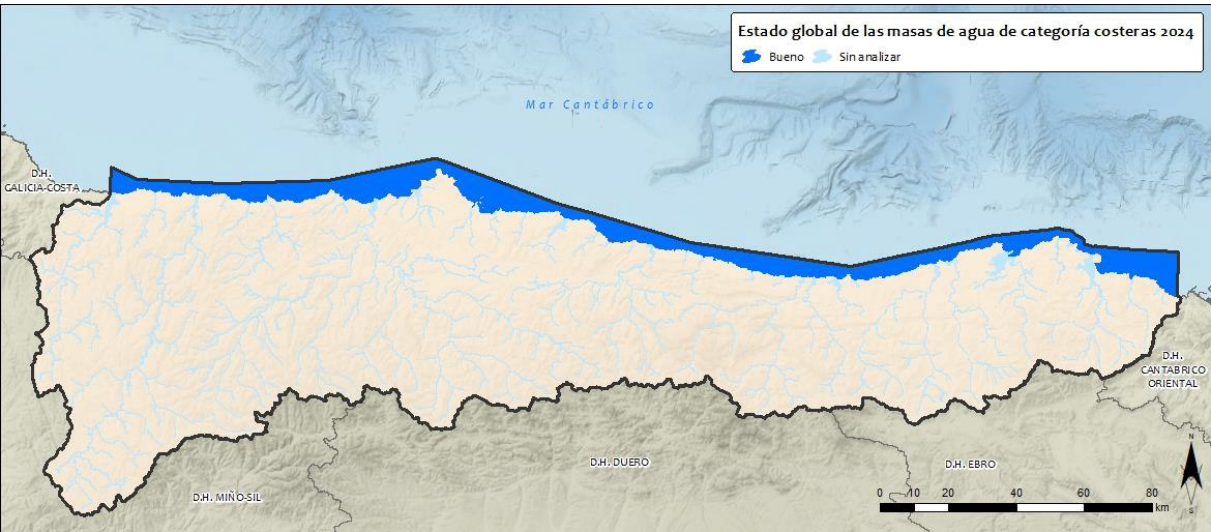 Estado global de las masas de agua de categoría costeras 2024
Bueno Sin analizar
Mar Cantábrico
D.H.
GALICIA-COSTA
D.H.
CANTABRICO
ORIENTAL
D.H. DUERO
D.H. EBRO
D.H. MIÑO-SIL
N
S
0 10 20 40 60 80
km